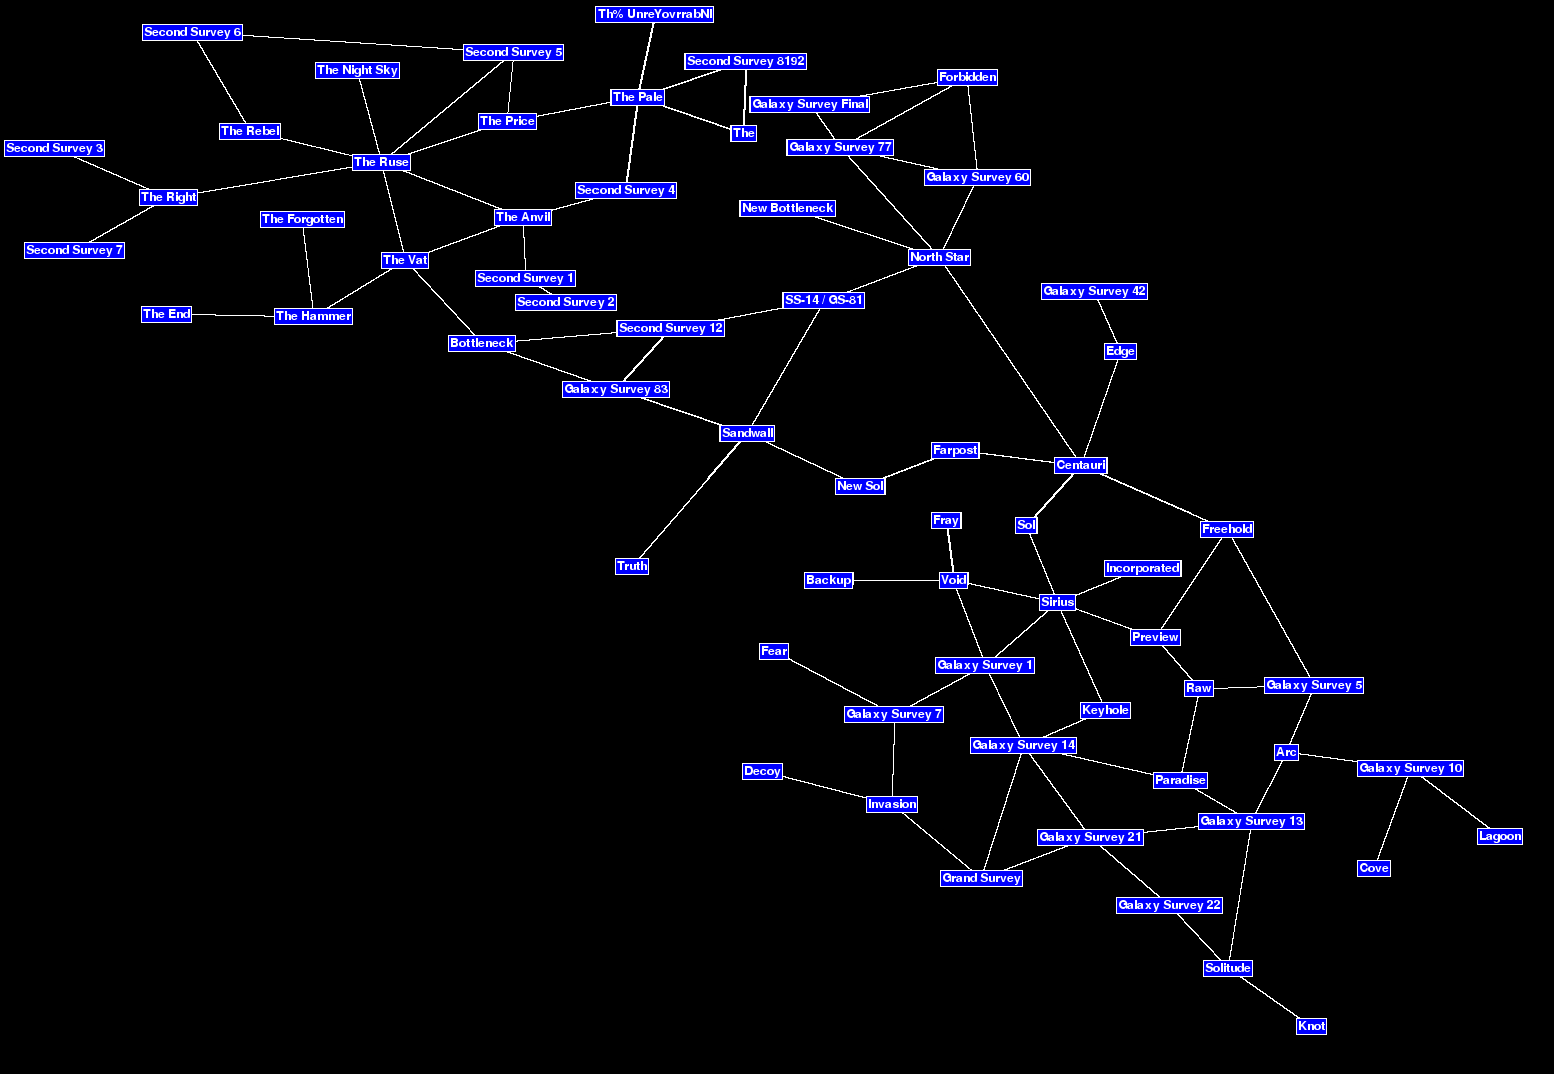 Th% UnreYovrrabNl
Second Survey 6
Second Survey 5
Second Survey 8192
The Night Sky
Forbidden
The Pale
Galaxy Survey Final
The Price
The Rebel
The
Second Survey 3
Galaxy Survey 77
The Ruse
Galaxy Survey 60
Second Survey 4
The Right
New Bottleneck
The Forgotten
The Anvil
Second Survey 7
North Star
The Vat
Second Survey 1
Galaxy Survey 42
SS-14 / GS-81
Second Survey 2
The End
The Hammer
Second Survey 12
Bottleneck
Edge
Galaxy Survey 83
Sandwall
Farpost
Centauri
New Sol
Fray
Sol
Freehold
Truth
Incorporated
Backup
Void
Sirius
Preview
Fear
Galaxy Survey 1
Raw
Galaxy Survey 5
Keyhole
Galaxy Survey 7
Galaxy Survey 14
Arc
Galaxy Survey 10
Decoy
Paradise
Invasion
Galaxy Survey 13
Galaxy Survey 21
Lagoon
Cove
Grand Survey
Galaxy Survey 22
Solitude
Knot